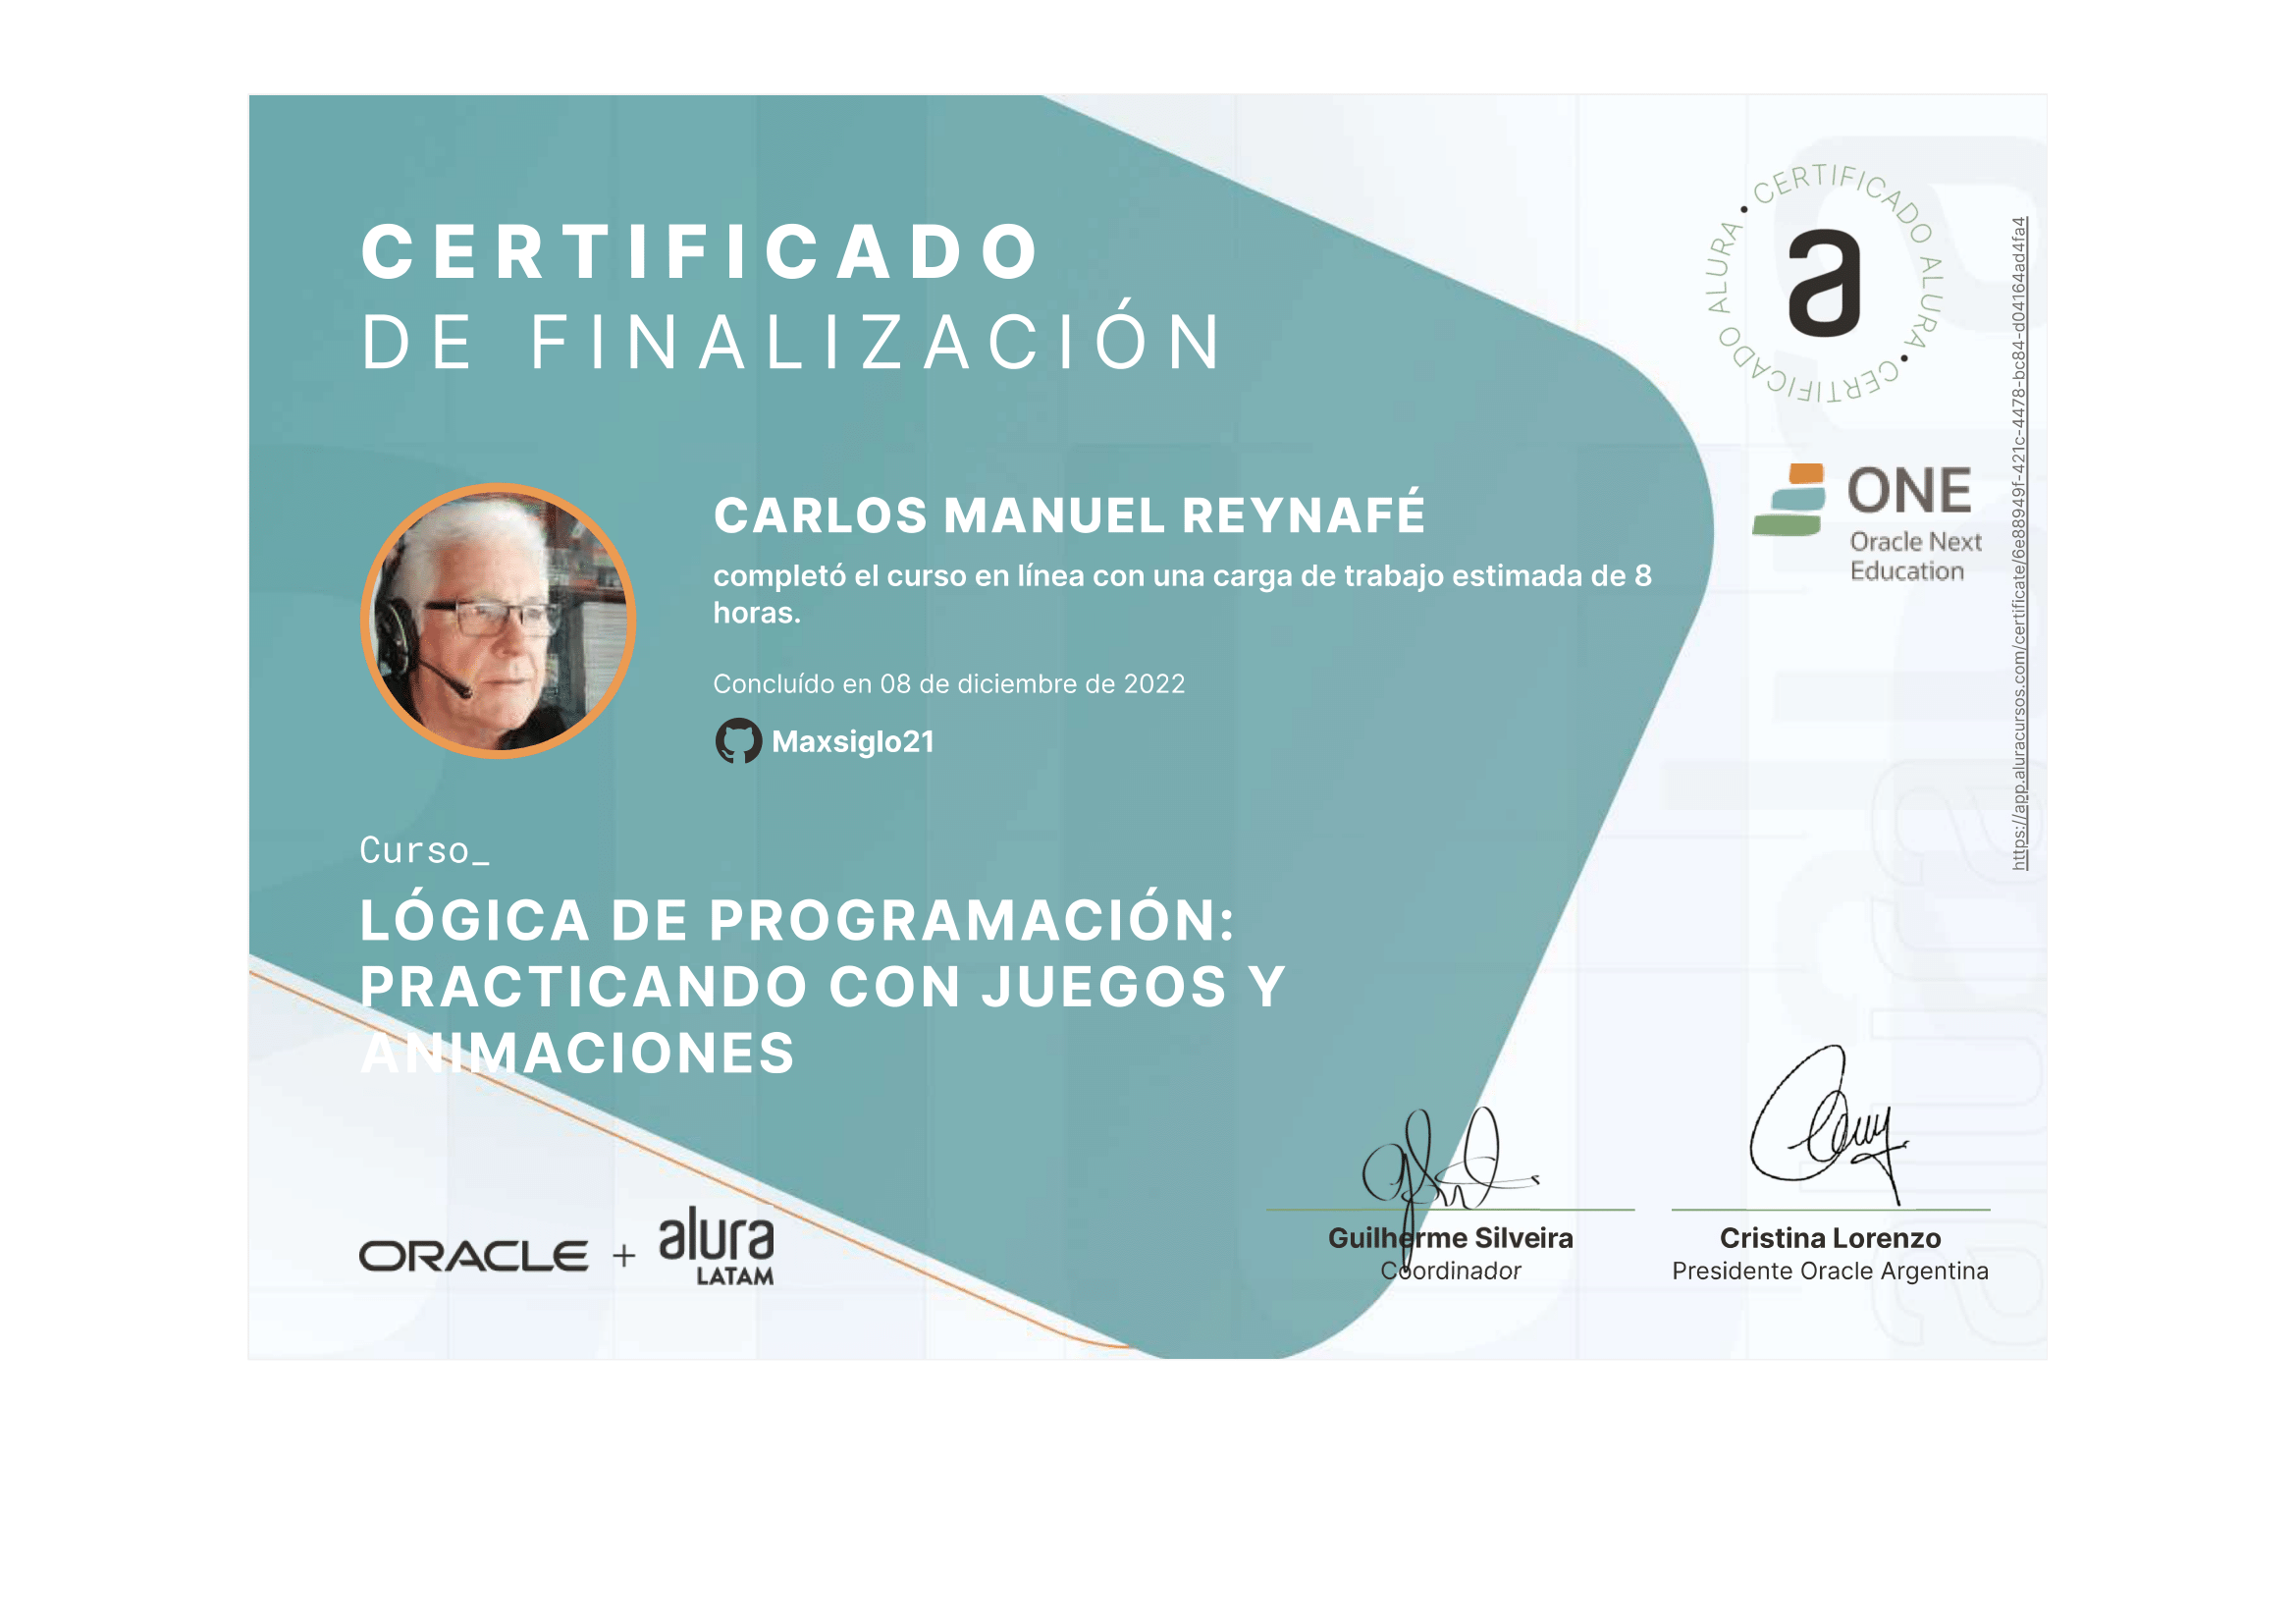 CERTIFICADO
DE FINALIZACIÓN
CERTIFICADO ALURA • CERTIFICADO ALURA •
a
ONE
Oracle Next
Education
CARLOS MANUEL REYNAFÉ
completó el curso en línea con una carga de trabajo estimada de 8
horas.
Concluído en 08 de diciembre de 2022
Maxsiglo21
https://app.aluracursos.com/certificate/6e88949f-421c-4478-bc84-d04164ad4fa4
Curso_
LÓGICA DE PROGRAMACIÓN:
PRACTICANDO CON JUEGOS Y
ANIMACIONES
ORACLE + alura
LATAM
Guilherme Silveira
Coordinador
Cristina Lorenzo
Presidente Oracle Argentina
alura